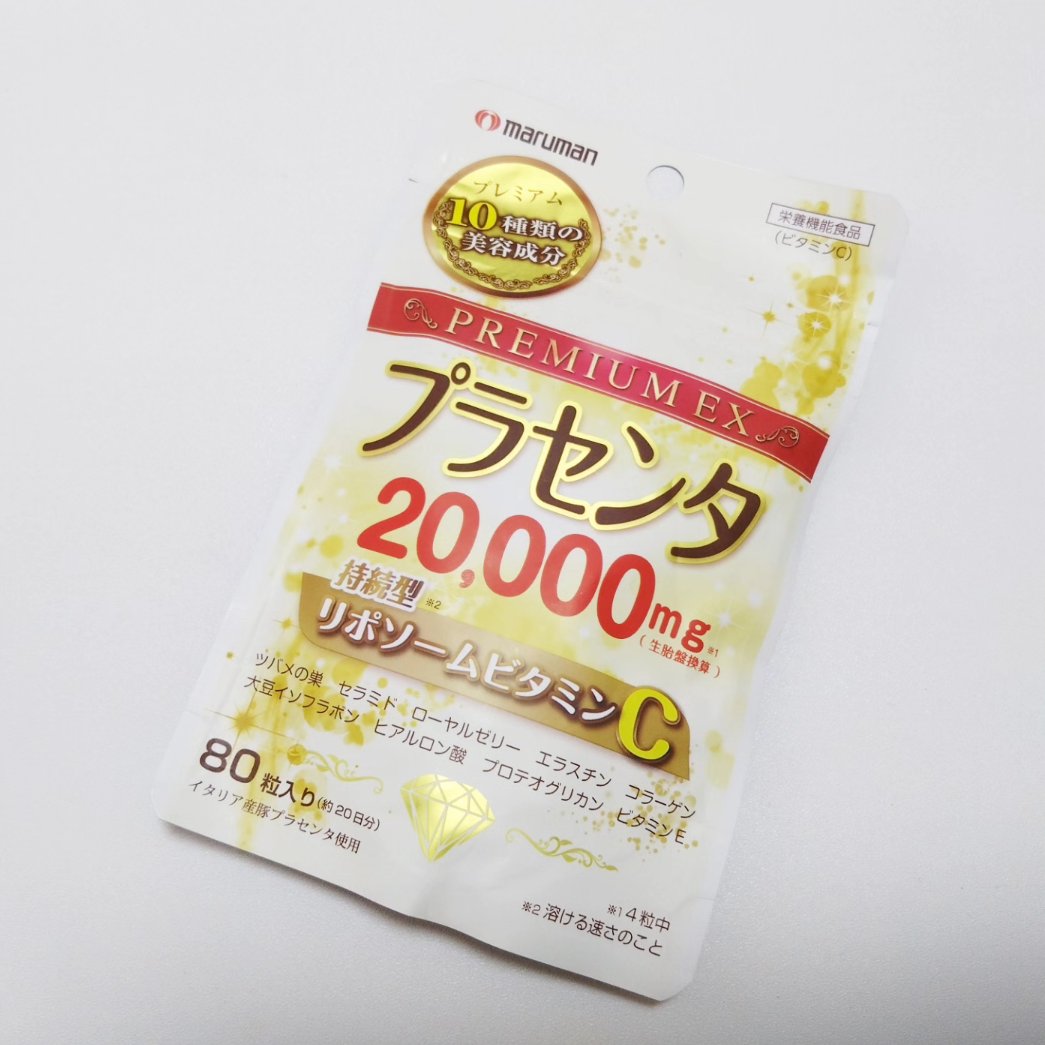 maruman
プレミアム
10種類の
美容成分
栄養機能食品
(ビタミンC)
PREMIUM EX
プラセンタ
20,000mg※1
(生胎盤換算)
持続型※2
リポソームビタミンC
ツバメの巣 セラミド ローヤルゼリー エラスチン コラーゲン
大豆イソフラボン ヒアルロン酸 プロテオグリカン ビタミンE
80粒入り(約20日分)
イタリア産豚プラセンタ使用
※1 4粒中
※2 溶ける速さのこと